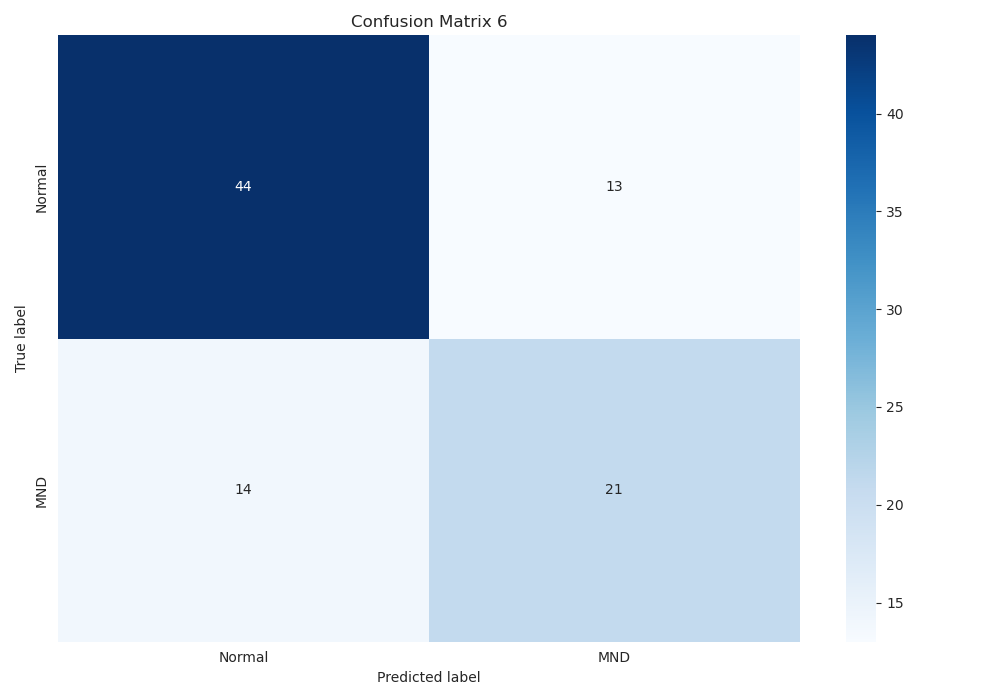 Confusion Matrix 6
Normal
44
13
MND
14
21
True label
Normal
MND
Predicted label
40
35
30
25
20
15